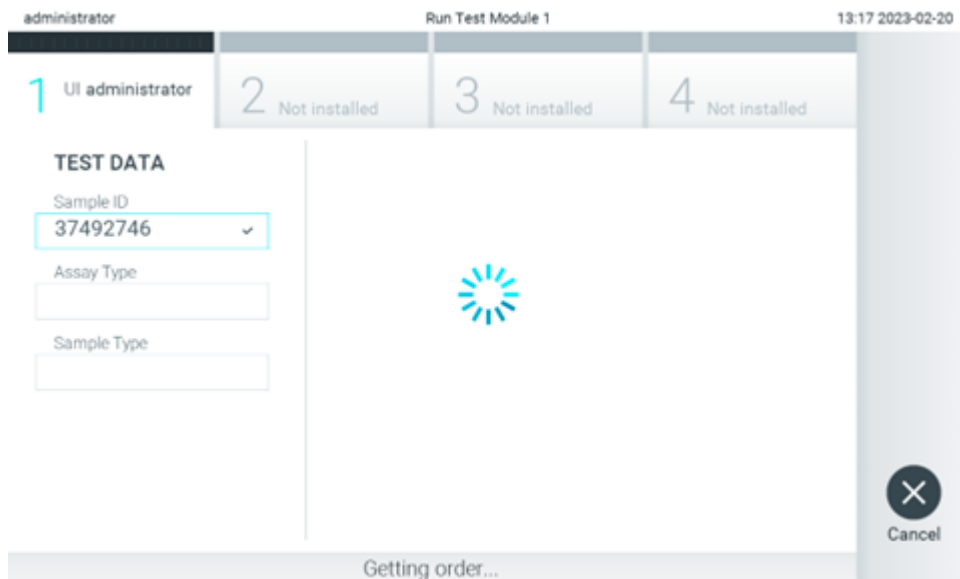 administrator Run Test Module 1 13:17 2023-02-20
1 UI administrator 2 Not installed 3 Not installed 4 Not installed
TEST DATA
Sample ID
37492746
Assay Type
Sample Type
Cancel
Getting order...